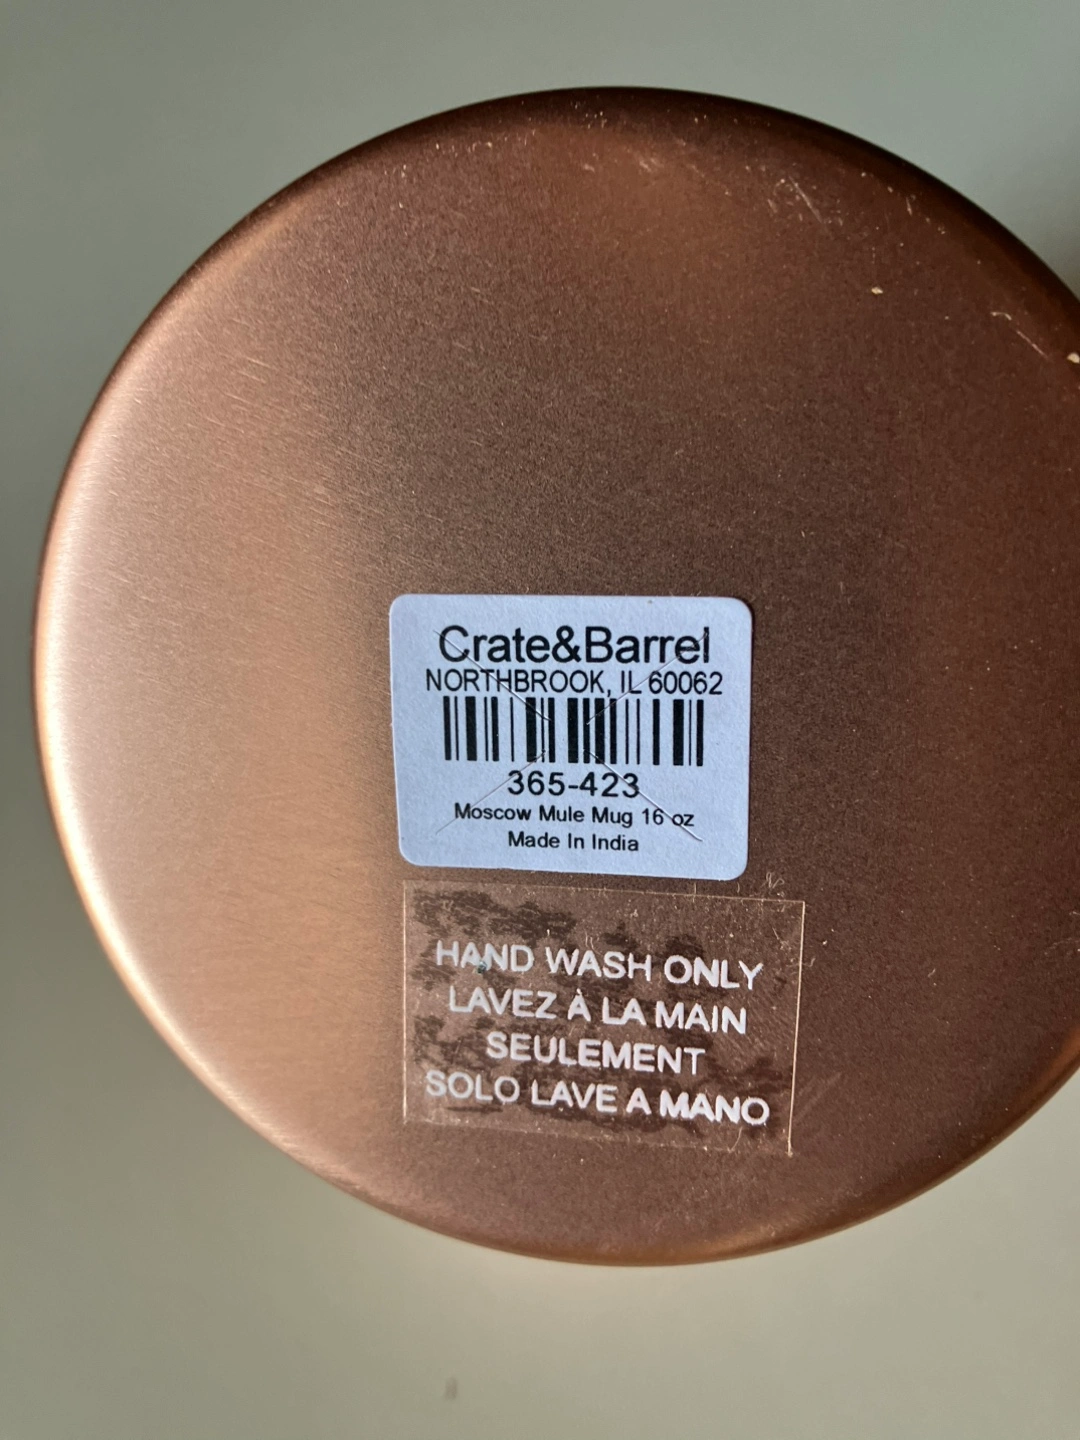 Crate&Barrel
NORTHBROOK, IL 60062
365-423
Moscow Mule Mug 16 oz
Made In India
HAND WASH ONLY
LAVEZ À LA MAIN
SEULEMENT
SOLO LAVE A MANO